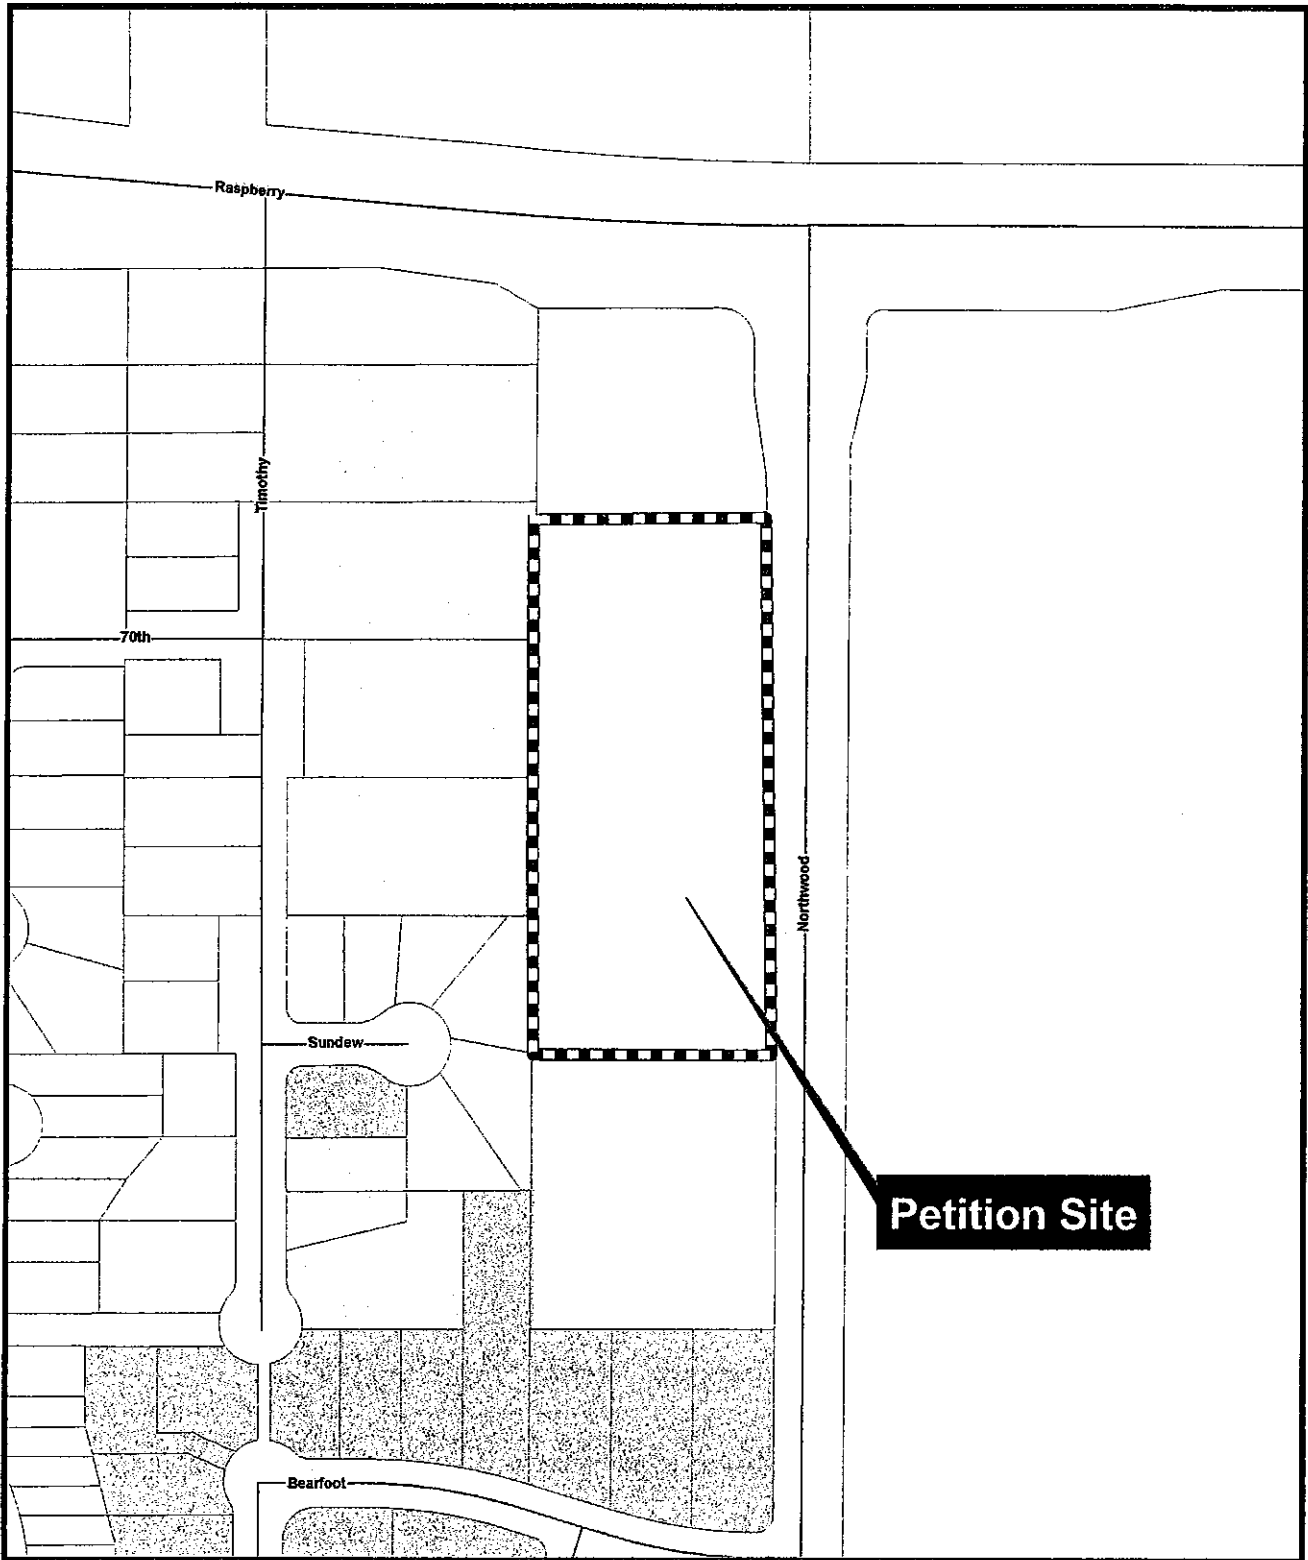 Raspberry
Timothy
70th
Northwood
Sundew
Petition Site
Bearfoot